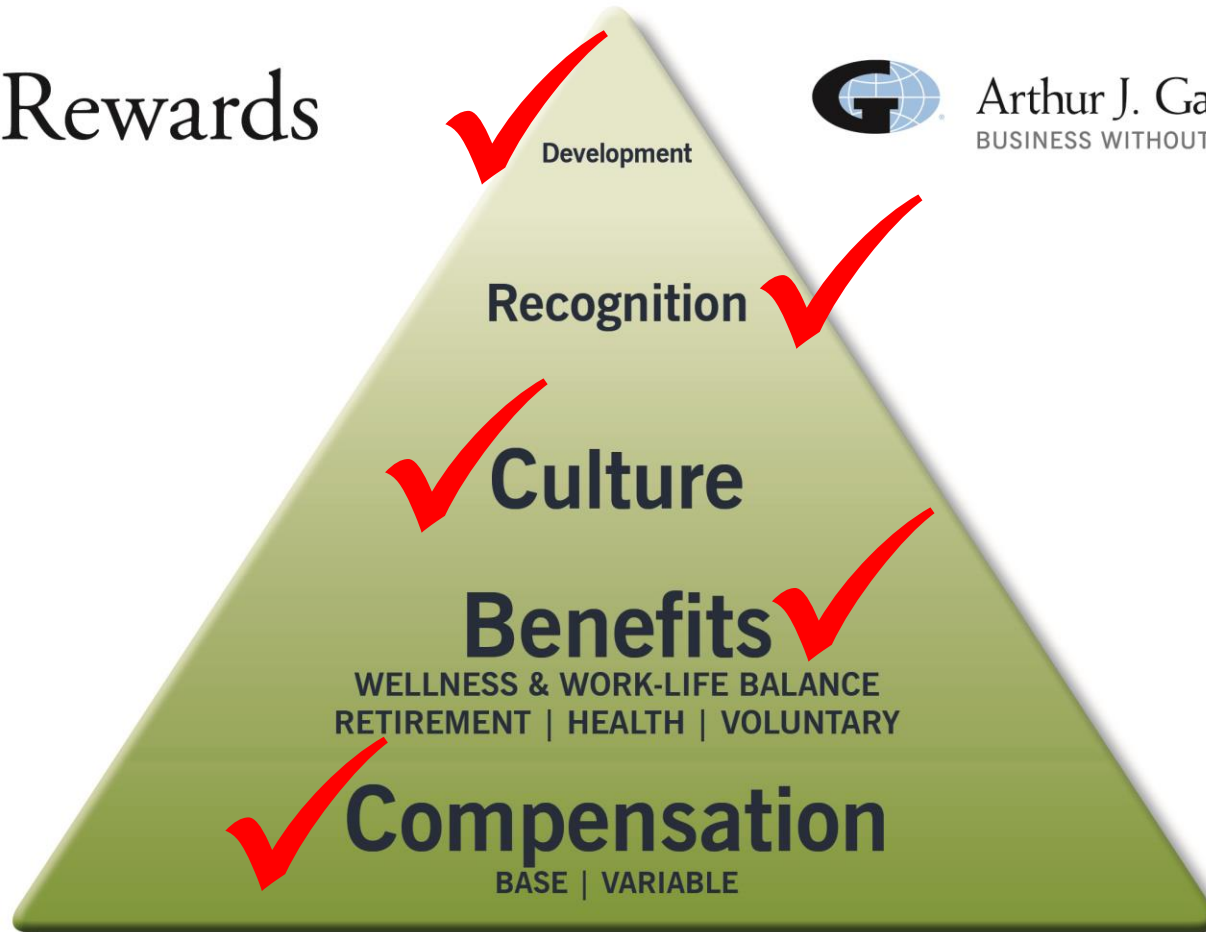 Rewards
Arthur J. Ga
BUSINESS WITHOUT
Development
Recognition
Culture
Benefits
WELLNESS & WORK-LIFE BALANCE
RETIREMENT | HEALTH | VOLUNTARY
Compensation
BASE | VARIABLE